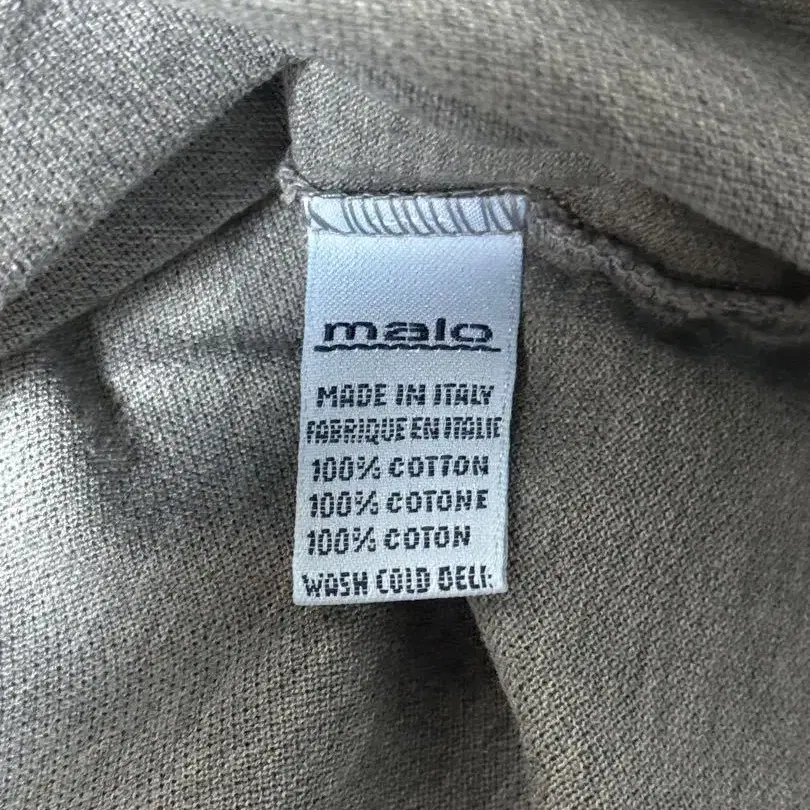 malo
MADE IN ITALY
FABRIQUE EN ITALIE
100% COTTON
100% COTONE
100% COTON
WASH COLD DELI